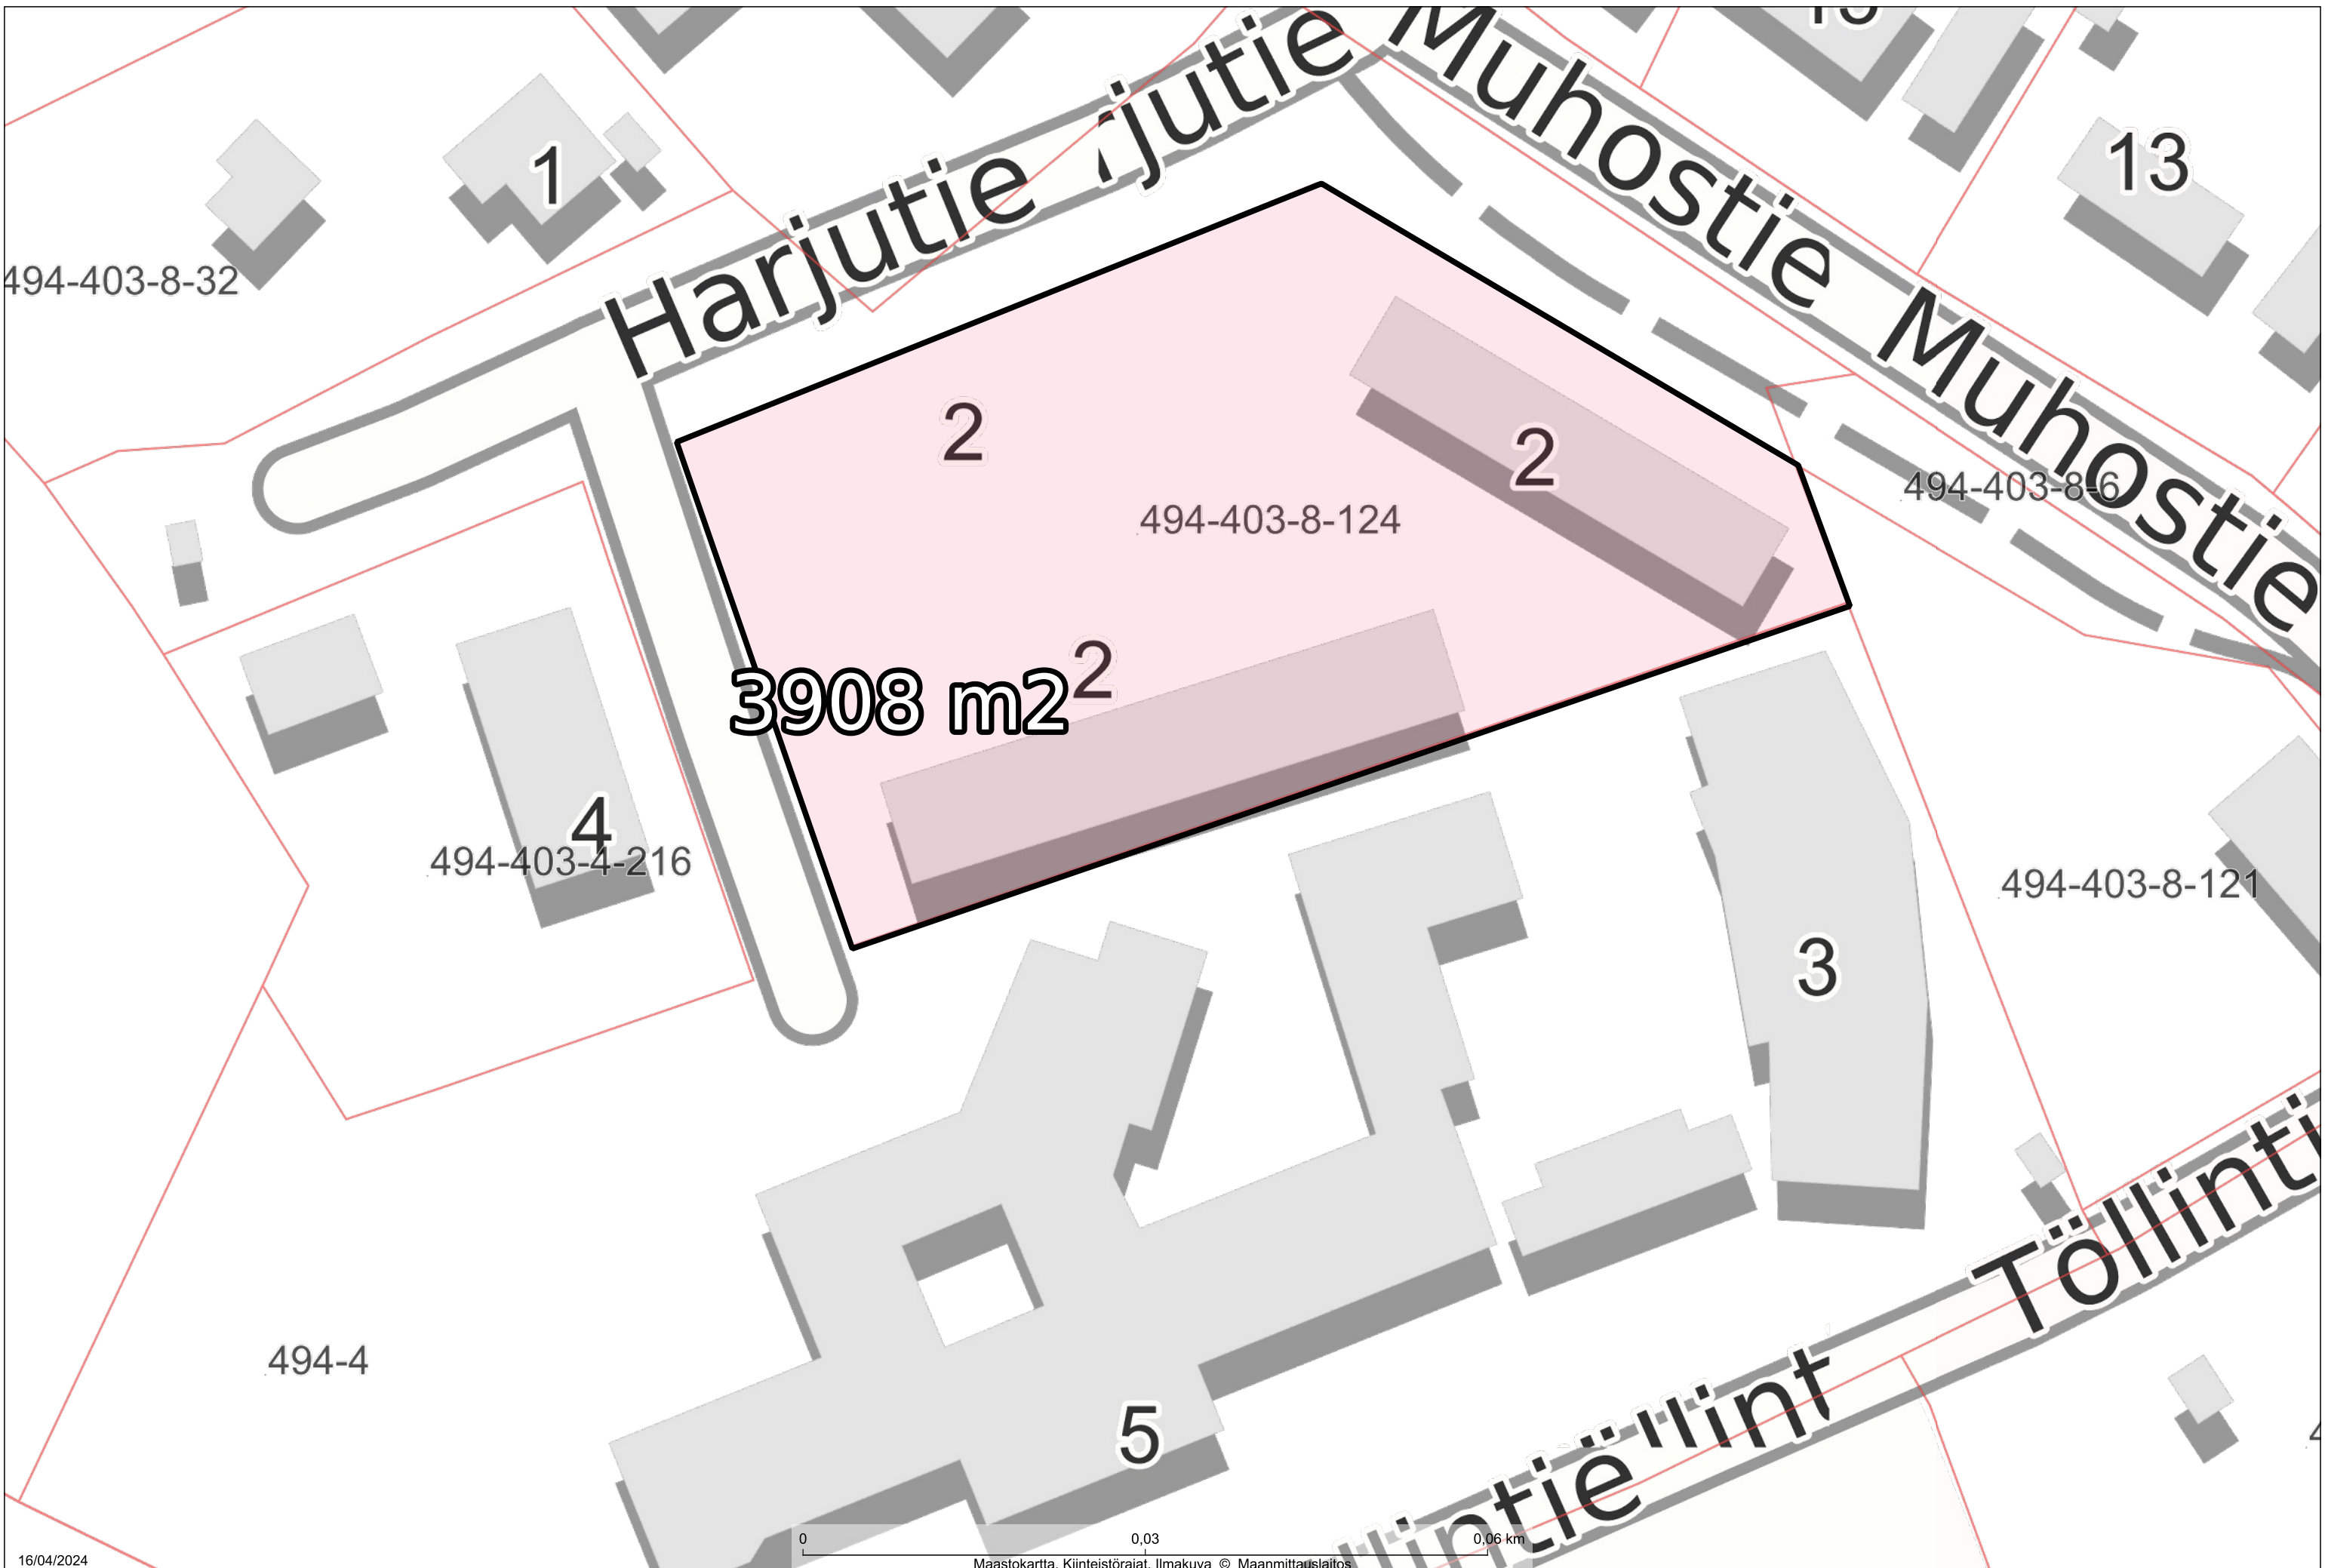 Harjutie
rjutie
Muhostie
Muhostie
13
1
494-403-8-32
2
2
494-403-8-124
494-403-8-6
2
3908 m2
4
494-403-4-216
494-403-8-121
3
Töllinti
494-4
5
0 0,03 0,06 km
16/04/2024
Maastokartta, Kiinteistörajat, Ilmakuva © Maanmittauslaitos